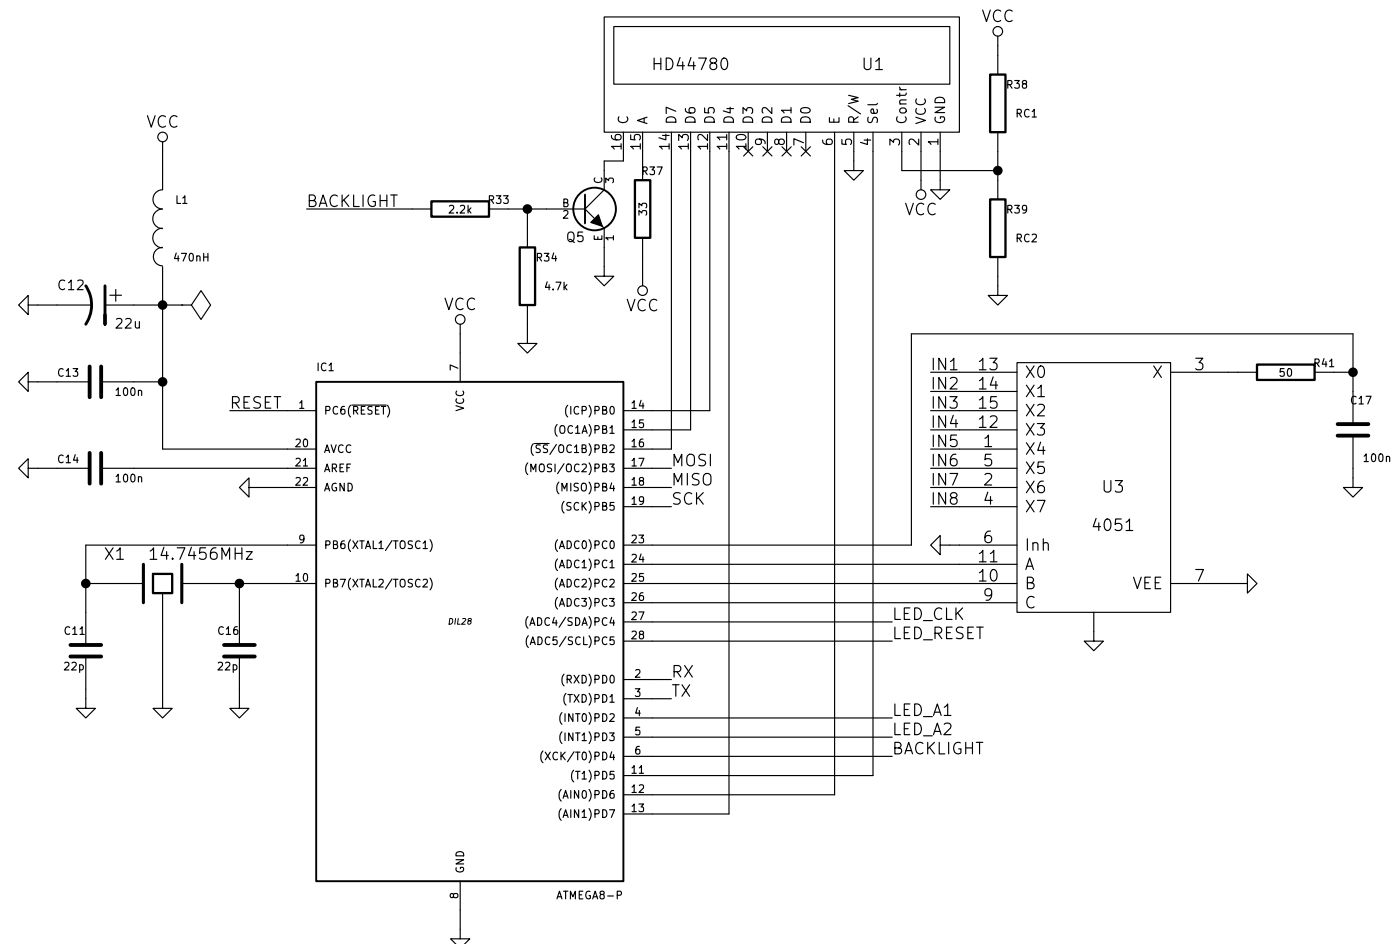 VCC
HD44780 U1
C A D7 D6 D5 D4 D3 D2 D1 D0 E R/W Sel Contr VCC GND
16 15 14 13 12 11 10 9 8 7 6 5 4 3 2 1
R38
RC1
R39
RC2
VCC
VCC
L1
470nH
C12
+
22u
C13
100n
C14
100n
BACKLIGHT
R33
2.2k
R34
4.7k
B
2
C
3
E
1
Q5
R37
33
VCC
VCC
7
IC1
VCC
RESET 1 PC6(RESET)
20 AVCC
21 AREF
22 AGND
9 PB6(XTAL1/TOSC1)
10 PB7(XTAL2/TOSC2)
X1 14.7456MHz
C11
22p
C16
22p
DIL28
(ICP)PB0 14
(OC1A)PB1 15
(SS/OC1B)PB2 16
(MOSI/OC2)PB3 17 MOSI
(MISO)PB4 18 MISO
(SCK)PB5 19 SCK
(ADC0)PC0 23
(ADC1)PC1 24
(ADC2)PC2 25
(ADC3)PC3 26
(ADC4/SDA)PC4 27 LED_CLK
(ADC5/SCL)PC5 28 LED_RESET
(RXD)PD0 2 RX
(TXD)PD1 3 TX
(INT0)PD2 4 LED_A1
(INT1)PD3 5 LED_A2
(XCK/T0)PD4 6 BACKLIGHT
(T1)PD5 11
(AIN0)PD6 12
(AIN1)PD7 13
GND
8
ATMEGA8-P
IN1 13 X0
IN2 14 X1
IN3 15 X2
IN4 12 X3
IN5 1 X4
IN6 5 X5
IN7 2 X6
IN8 4 X7
6 Inh
11 A
10 B
9 C
U3
4051
X 3
VEE 7
R41
50
C17
100n